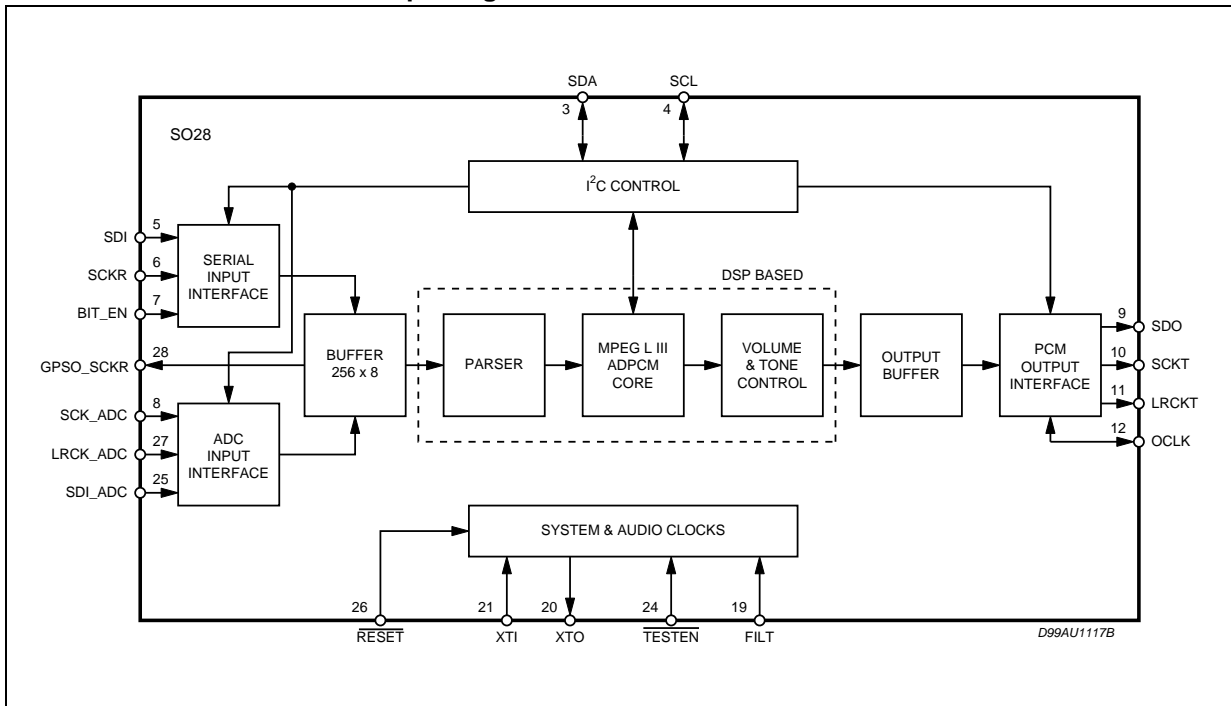 SDA
SCL
3
4
SO28
I2C CONTROL
SDI
5
SCKR
6
BIT_EN
7
SERIAL
INPUT
INTERFACE
DSP BASED
GPSO_SCKR
28
BUFFER
256 x 8
PARSER
MPEG L III
ADPCM
CORE
VOLUME
& TONE
CONTROL
OUTPUT
BUFFER
PCM
OUTPUT
INTERFACE
9
SDO
10
SCKT
11
LRCKT
12
OCLK
SCK_ADC
8
LRCK_ADC
27
SDI_ADC
25
ADC
INPUT
INTERFACE
SYSTEM & AUDIO CLOCKS
26
21
20
24
19
RESET
XTI
XTO
TESTEN
FILT
D99AU1117B